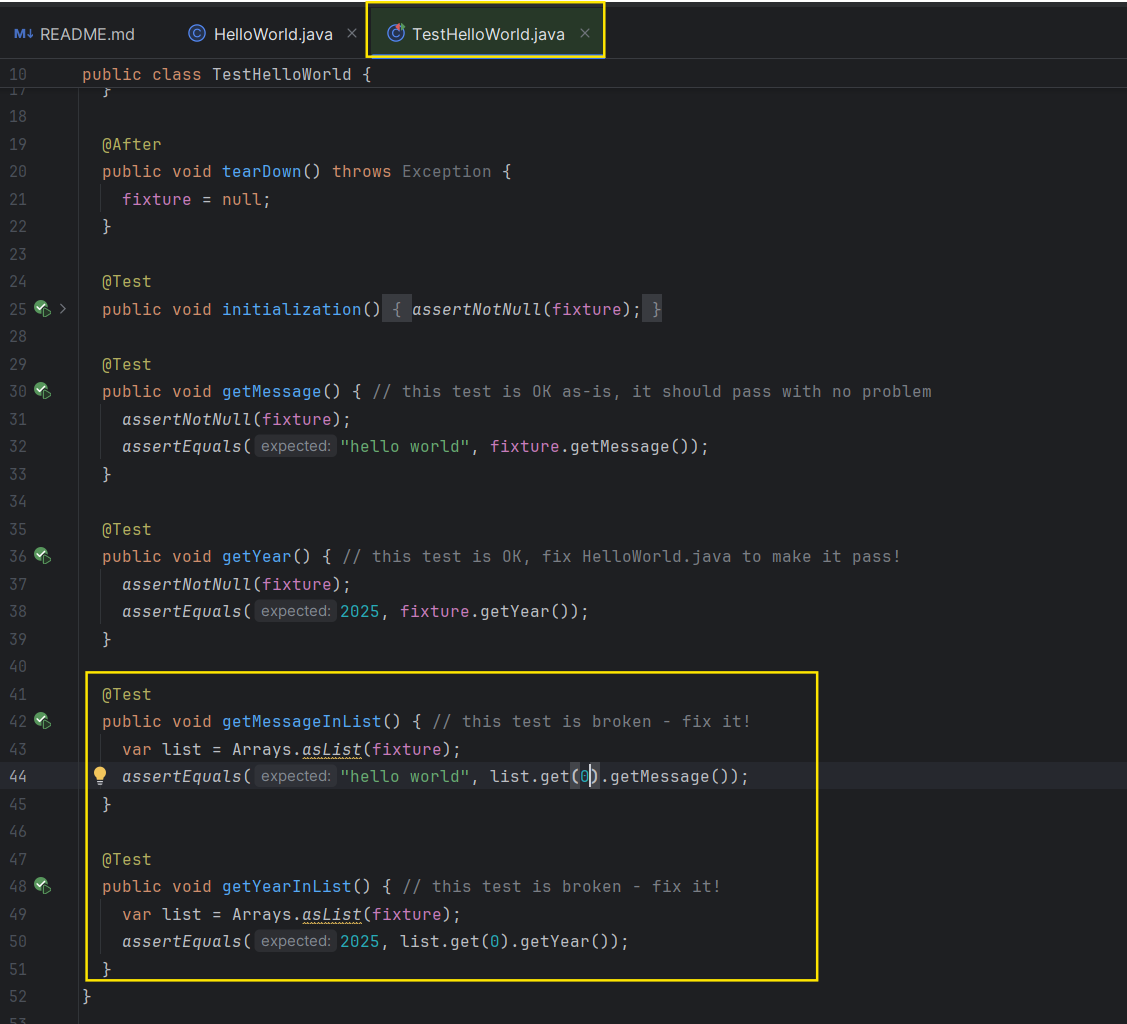 M↓ README.md HelloWorld.java × TestHelloWorld.java ×
10 public class TestHelloWorld {
17 }
18
19 @After
20 public void tearDown() throws Exception {
21 fixture = null;
22 }
23
24 @Test
25 public void initialization() { assertNotNull(fixture); }
28
29 @Test
30 public void getMessage() { // this test is OK as-is, it should pass with no problem
31 assertNotNull(fixture);
32 assertEquals( expected: "hello world", fixture.getMessage());
33 }
34
35 @Test
36 public void getYear() { // this test is OK, fix HelloWorld.java to make it pass!
37 assertNotNull(fixture);
38 assertEquals( expected: 2025, fixture.getYear());
39 }
40
41 @Test
42 public void getMessageInList() { // this test is broken - fix it!
43 var list = Arrays.asList(fixture);
44 assertEquals( expected: "hello world", list.get(0).getMessage());
45 }
46
47 @Test
48 public void getYearInList() { // this test is broken - fix it!
49 var list = Arrays.asList(fixture);
50 assertEquals( expected: 2025, list.get(0).getYear());
51 }
52 }
53